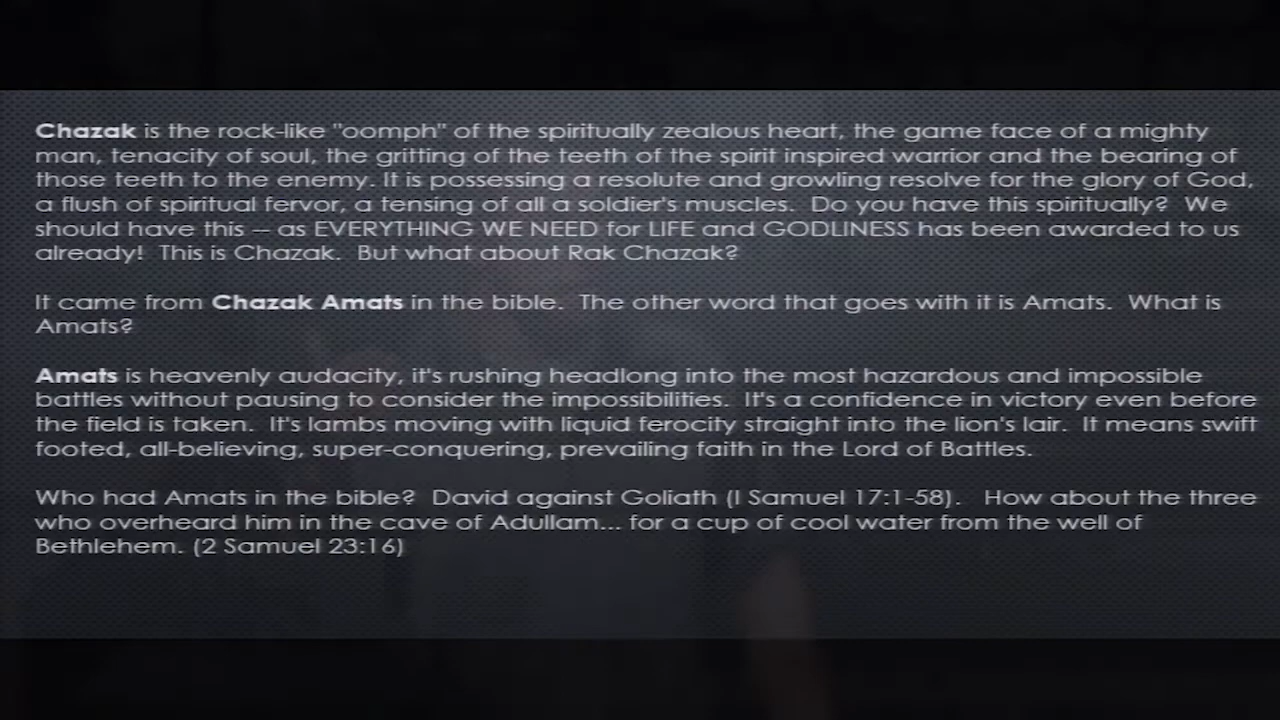 Chazak is the rock-like "oomph" of the spiritually zealous heart, the game face of a mighty
man, tenacity of soul, the gritting of the teeth of the spirit inspired warrior and the bearing of
those teeth to the enemy. It is possessing a resolute and growling resolve for the glory of God,
a flush of spiritual fervor, a tensing of all a soldier's muscles.  Do you have this spiritually?  We
should have this – as EVERYTHING WE NEED for LIFE and GODLINESS has been awarded to us
already!  This is Chazak.  But what about Rak Chazak?
It came from Chazak Amats in the bible.  The other word that goes with it is Amats.  What is
Amats?
Amats is heavenly audacity, it's rushing headlong into the most hazardous and impossible
battles without pausing to consider the impossibilities.  It's a confidence in victory even before
the field is taken.  It's lambs moving with liquid ferocity straight into the lion's lair.  It means swift
footed, all-believing, super-conquering, prevailing faith in the Lord of Battles.
Who had Amats in the bible?  David against Goliath (I Samuel 17:1-58).   How about the three
who overheard him in the cave of Adullam... for a cup of cool water from the well of
Bethlehem. (2 Samuel 23:16)